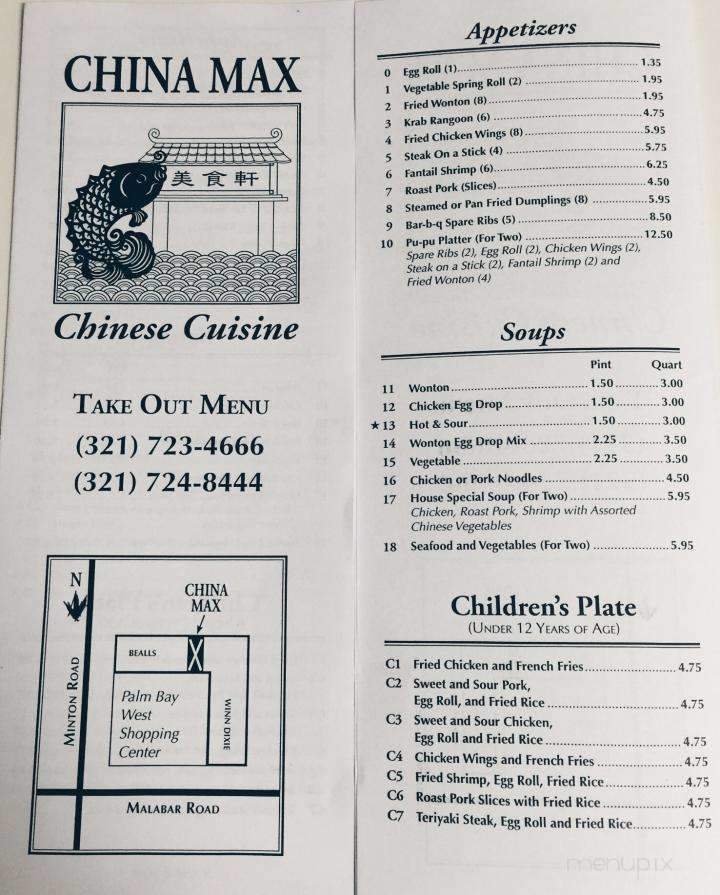 CHINA MAX
美食軒
Chinese Cuisine
TAKE OUT MENU
(321) 723-4666
(321) 724-8444
N
CHINA
MAX
BEALLS
Palm Bay
West
Shopping
Center
WINN DIXIE
MINTON ROAD
MALABAR ROAD
Appetizers
0 Egg Roll (1) 1.35
1 Vegetable Spring Roll (2) 1.95
2 Fried Wonton (8) 1.95
3 Krab Rangoon (6) 4.75
4 Fried Chicken Wings (8) 5.95
5 Steak On a Stick (4) 5.75
6 Fantail Shrimp (6) 6.25
7 Roast Pork (Slices) 4.50
8 Steamed or Pan Fried Dumplings (8) 5.95
9 Bar-b-q Spare Ribs (5) 8.50
10 Pu-pu Platter (For Two) 12.50
Spare Ribs (2), Egg Roll (2), Chicken Wings (2),
Steak on a Stick (2), Fantail Shrimp (2) and
Fried Wonton (4)
Soups
Pint Quart
11 Wonton 1.50 3.00
12 Chicken Egg Drop 1.50 3.00
★ 13 Hot & Sour 1.50 3.00
14 Wonton Egg Drop Mix 2.25 3.50
15 Vegetable 2.25 3.50
16 Chicken or Pork Noodles 4.50
17 House Special Soup (For Two) 5.95
Chicken, Roast Pork, Shrimp with Assorted
Chinese Vegetables
18 Seafood and Vegetables (For Two) 5.95
Children's Plate
(UNDER 12 YEARS OF AGE)
C1 Fried Chicken and French Fries 4.75
C2 Sweet and Sour Pork,
Egg Roll, and Fried Rice 4.75
C3 Sweet and Sour Chicken,
Egg Roll and Fried Rice 4.75
C4 Chicken Wings and French Fries 4.75
C5 Fried Shrimp, Egg Roll, Fried Rice 4.75
C6 Roast Pork Slices with Fried Rice 4.75
C7 Teriyaki Steak, Egg Roll and Fried Rice 4.75
menupix